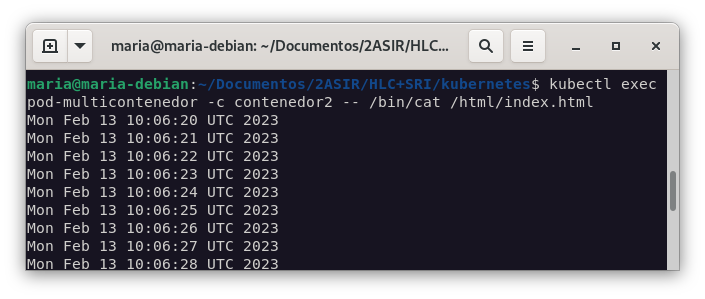 maria@maria-debian: ~/Documentos/2ASIR/HLC...
maria@maria-debian:~/Documentos/2ASIR/HLC+SRI/kubernetes$ kubectl exec
pod-multicontenedor -c contenedor2 -- /bin/cat /html/index.html
Mon Feb 13 10:06:20 UTC 2023
Mon Feb 13 10:06:21 UTC 2023
Mon Feb 13 10:06:22 UTC 2023
Mon Feb 13 10:06:23 UTC 2023
Mon Feb 13 10:06:24 UTC 2023
Mon Feb 13 10:06:25 UTC 2023
Mon Feb 13 10:06:26 UTC 2023
Mon Feb 13 10:06:27 UTC 2023
Mon Feb 13 10:06:28 UTC 2023